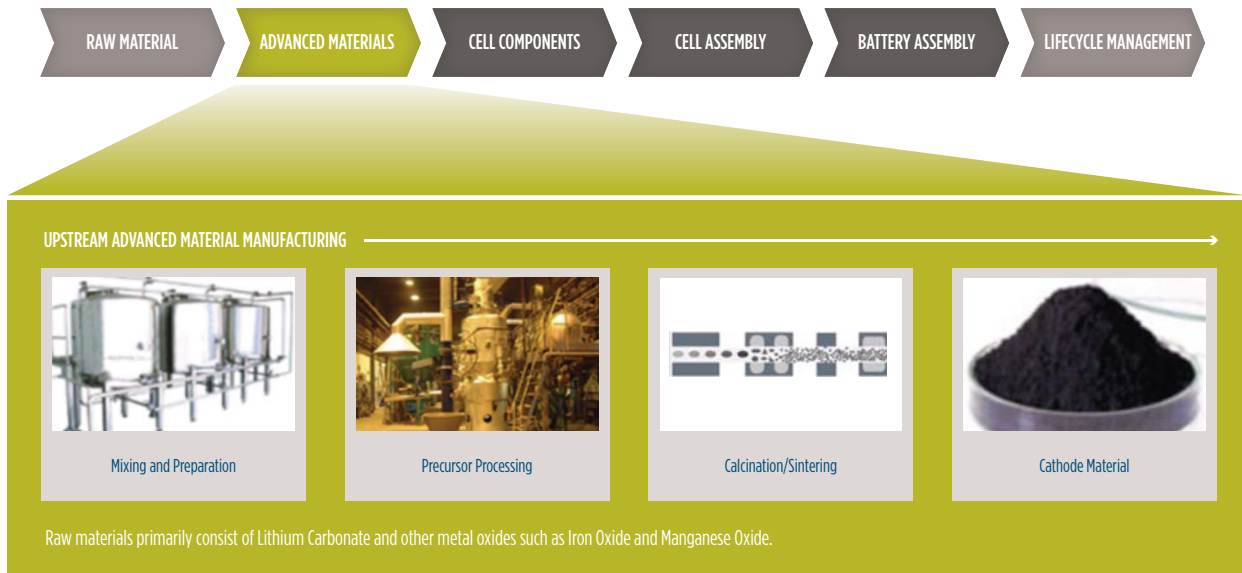 RAW MATERIAL
ADVANCED MATERIALS
CELL COMPONENTS
CELL ASSEMBLY
BATTERY ASSEMBLY
LIFECYCLE MANAGEMENT
UPSTREAM ADVANCED MATERIAL MANUFACTURING
Mixing and Preparation
Precursor Processing
Calcination/Sintering
Cathode Material
Raw materials primarily consist of Lithium Carbonate and other metal oxides such as Iron Oxide and Manganese Oxide.